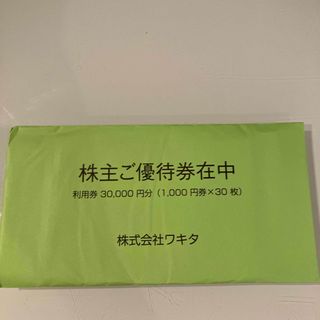 株主ご優待券在中
利用券 30,000 円分（1,000 円券×30 枚）
株式会社ワキタ